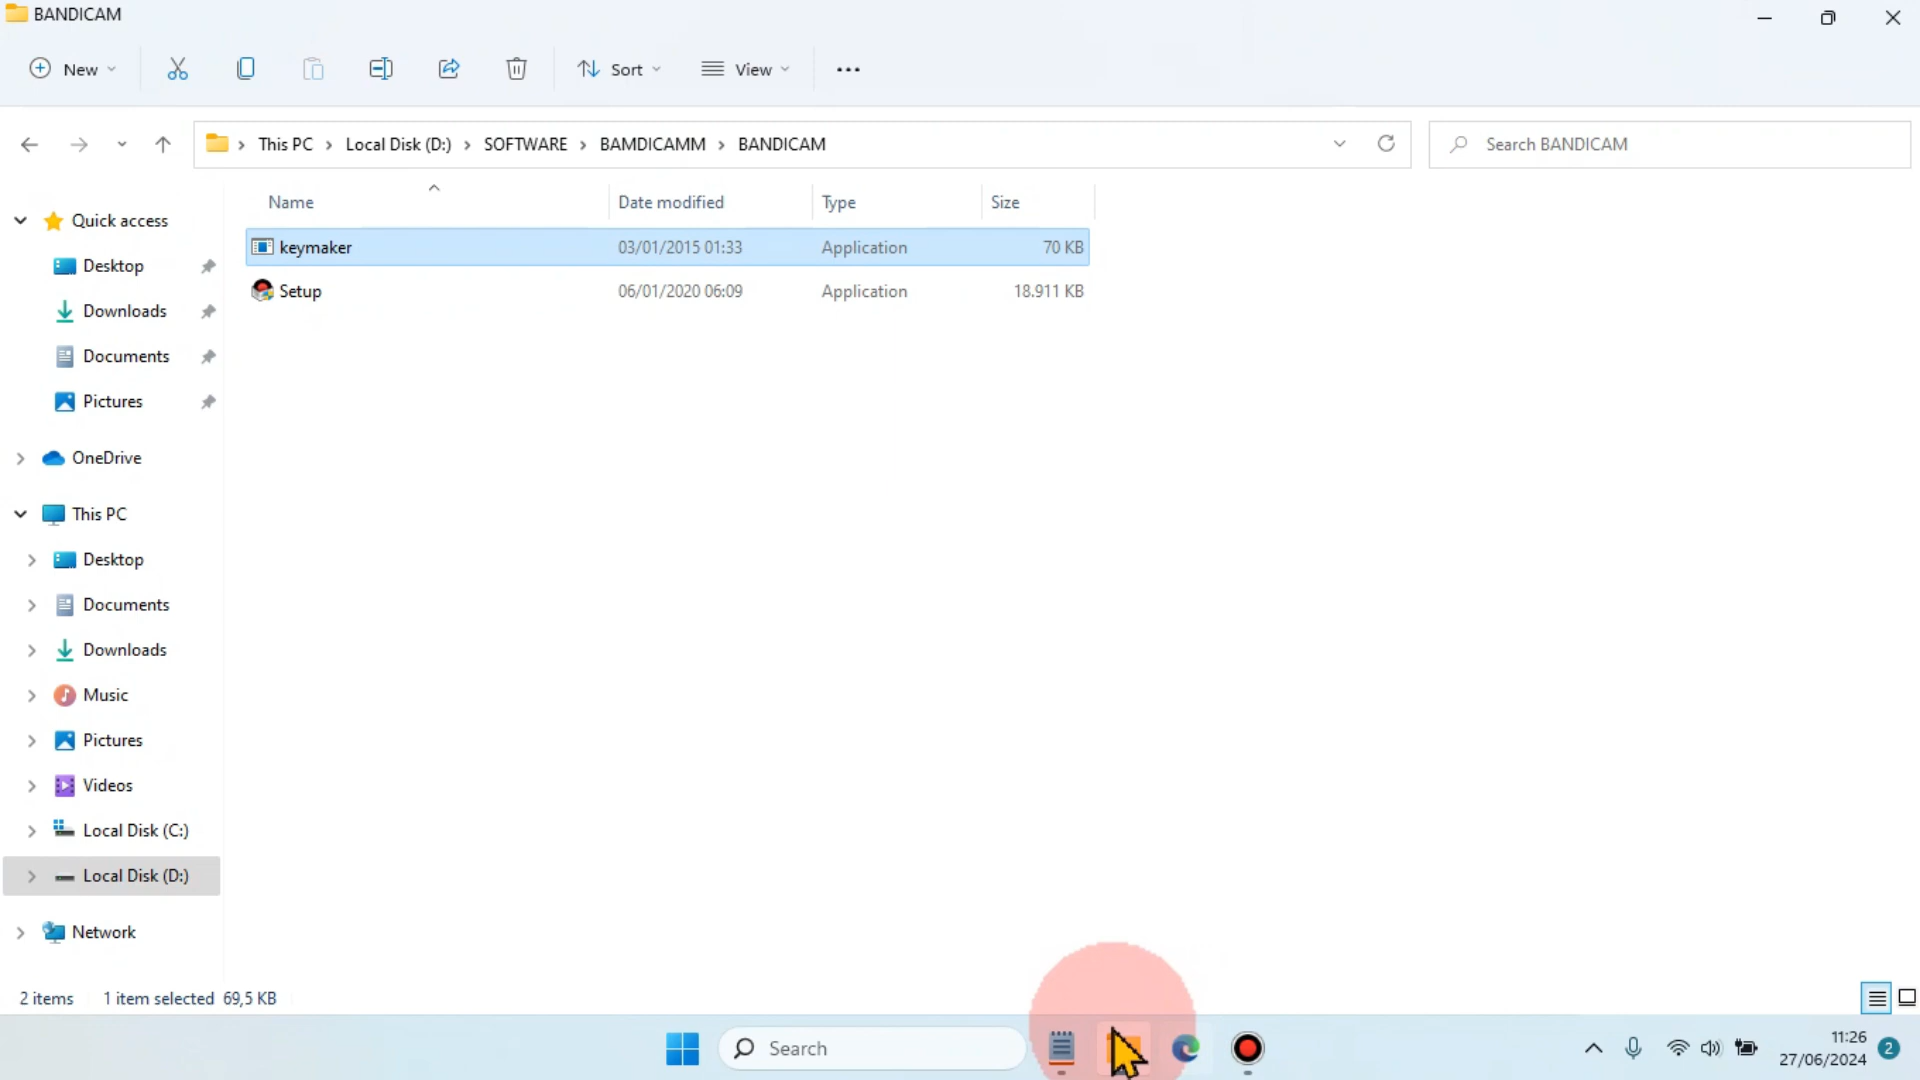 BANDICAM
New
Sort
View
This PC
Local Disk (D:)
SOFTWARE
BAMDICAMM
BANDICAM
Search BANDICAM
Name
Date modified
Type
Size
keymaker
03/01/2015 01:33
Application
70 KB
Setup
06/01/2020 06:09
Application
18.911 KB
Quick access
Desktop
Downloads
Documents
Pictures
OneDrive
This PC
Desktop
Documents
Downloads
Music
Pictures
Videos
Local Disk (C:)
Local Disk (D:)
Network
2 items
1 item selected 69,5 KB
Search
11:26
27/06/2024
2